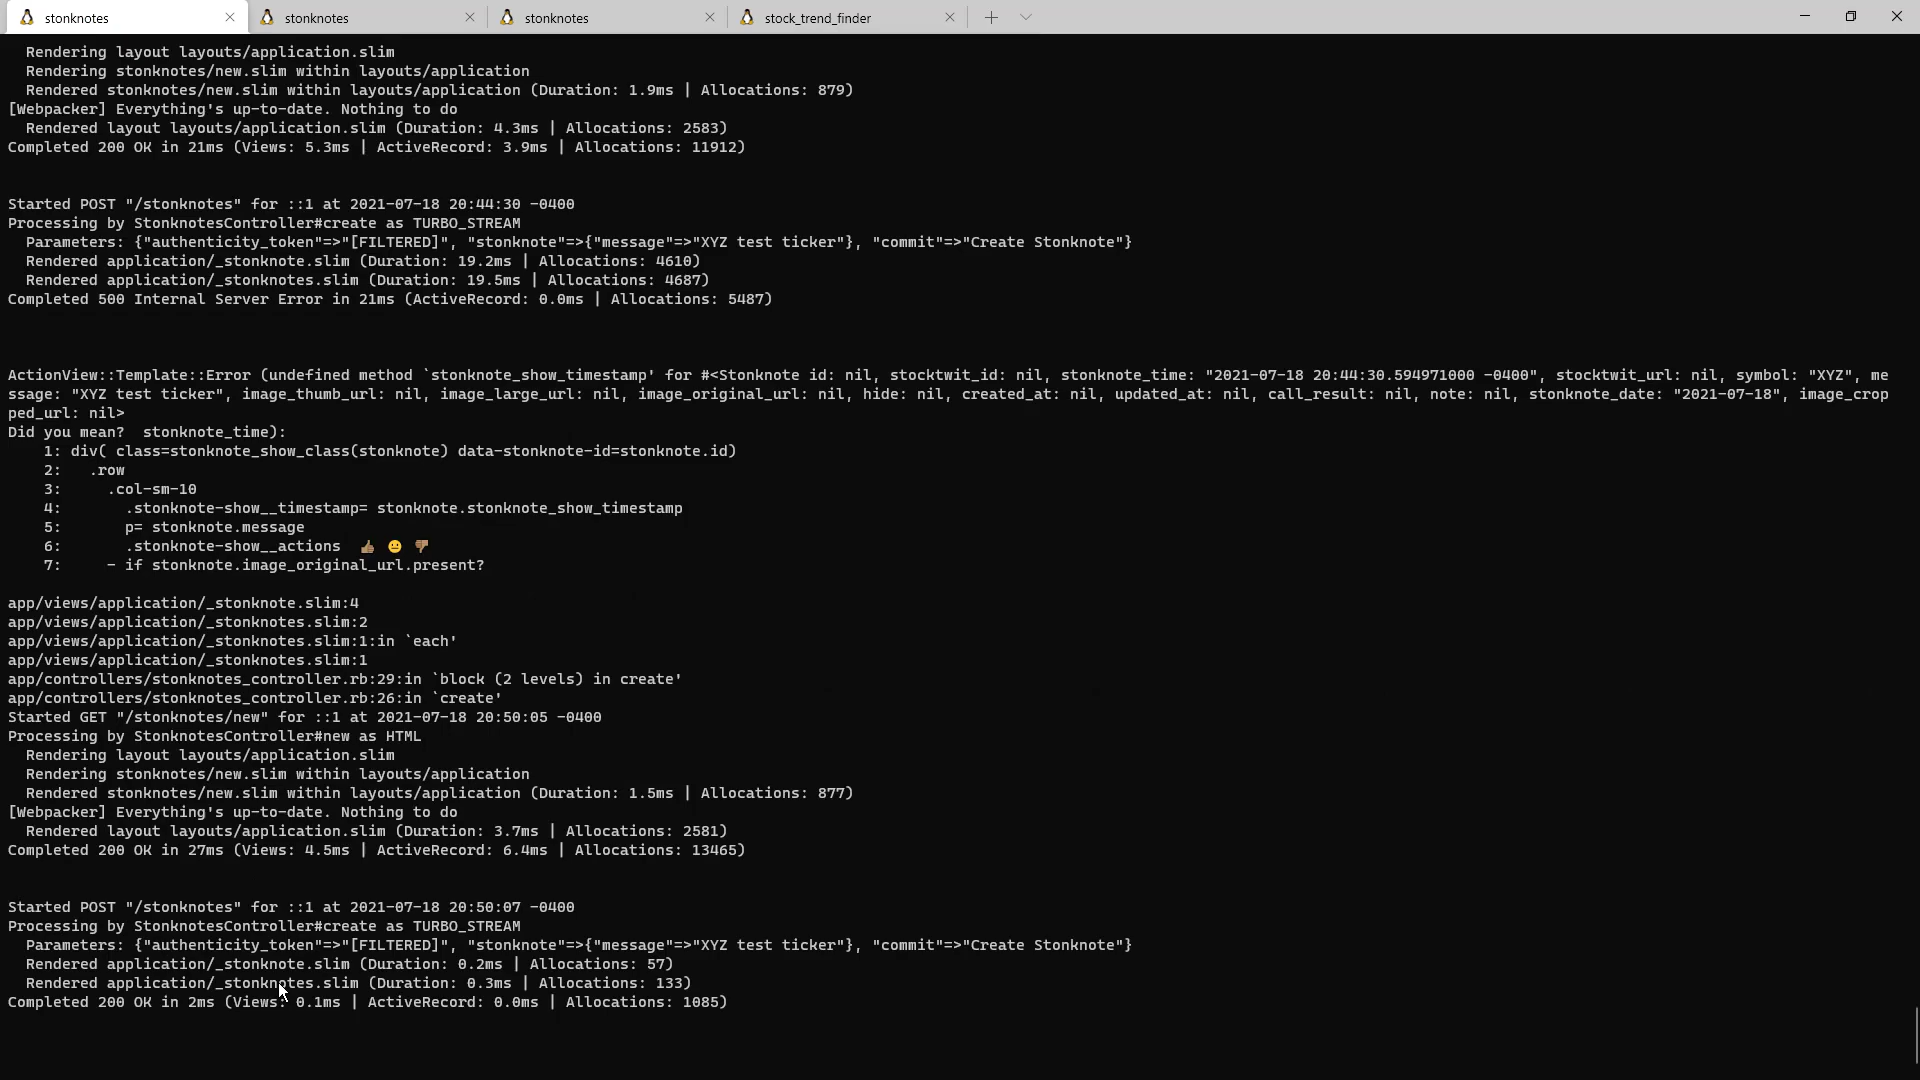 stonknotes stonknotes stonknotes stock_trend_finder
  Rendering layout layouts/application.slim
  Rendering stonknotes/new.slim within layouts/application
  Rendered stonknotes/new.slim within layouts/application (Duration: 1.9ms | Allocations: 879)
[Webpacker] Everything's up-to-date. Nothing to do
  Rendered layout layouts/application.slim (Duration: 4.3ms | Allocations: 2583)
Completed 200 OK in 21ms (Views: 5.3ms | ActiveRecord: 3.9ms | Allocations: 11912)
Started POST "/stonknotes" for ::1 at 2021-07-18 20:44:30 -0400
Processing by StonknotesController#create as TURBO_STREAM
  Parameters: {"authenticity_token"=>"[FILTERED]", "stonknote"=>{"message"=>"XYZ test ticker"}, "commit"=>"Create Stonknote"}
  Rendered application/_stonknote.slim (Duration: 19.2ms | Allocations: 4610)
  Rendered application/_stonknotes.slim (Duration: 19.5ms | Allocations: 4687)
Completed 500 Internal Server Error in 21ms (ActiveRecord: 0.0ms | Allocations: 5487)
ActionView::Template::Error (undefined method `stonknote_show_timestamp' for #<Stonknote id: nil, stocktwit_id: nil, stonknote_time: "2021-07-18 20:44:30.594971000 -0400", stocktwit_url: nil, symbol: "XYZ", me
ssage: "XYZ test ticker", image_thumb_url: nil, image_large_url: nil, image_original_url: nil, hide: nil, created_at: nil, updated_at: nil, call_result: nil, note: nil, stonknote_date: "2021-07-18", image_crop
ped_url: nil>
Did you mean?  stonknote_time):
    1: div( class=stonknote_show_class(stonknote) data-stonknote-id=stonknote.id)
    2:   .row
    3:     .col-sm-10
    4:       .stonknote-show__timestamp= stonknote.stonknote_show_timestamp
    5:       p= stonknote.message
    6:       .stonknote-show__actions  👍🏽 😐 👎🏽
    7:     - if stonknote.image_original_url.present?
app/views/application/_stonknote.slim:4
app/views/application/_stonknotes.slim:2
app/views/application/_stonknotes.slim:1:in `each'
app/views/application/_stonknotes.slim:1
app/controllers/stonknotes_controller.rb:29:in `block (2 levels) in create'
app/controllers/stonknotes_controller.rb:26:in `create'
Started GET "/stonknotes/new" for ::1 at 2021-07-18 20:50:05 -0400
Processing by StonknotesController#new as HTML
  Rendering layout layouts/application.slim
  Rendering stonknotes/new.slim within layouts/application
  Rendered stonknotes/new.slim within layouts/application (Duration: 1.5ms | Allocations: 877)
[Webpacker] Everything's up-to-date. Nothing to do
  Rendered layout layouts/application.slim (Duration: 3.7ms | Allocations: 2581)
Completed 200 OK in 27ms (Views: 4.5ms | ActiveRecord: 6.4ms | Allocations: 13465)
Started POST "/stonknotes" for ::1 at 2021-07-18 20:50:07 -0400
Processing by StonknotesController#create as TURBO_STREAM
  Parameters: {"authenticity_token"=>"[FILTERED]", "stonknote"=>{"message"=>"XYZ test ticker"}, "commit"=>"Create Stonknote"}
  Rendered application/_stonknote.slim (Duration: 0.2ms | Allocations: 57)
  Rendered application/_stonknotes.slim (Duration: 0.3ms | Allocations: 133)
Completed 200 OK in 2ms (Views: 0.1ms | ActiveRecord: 0.0ms | Allocations: 1085)